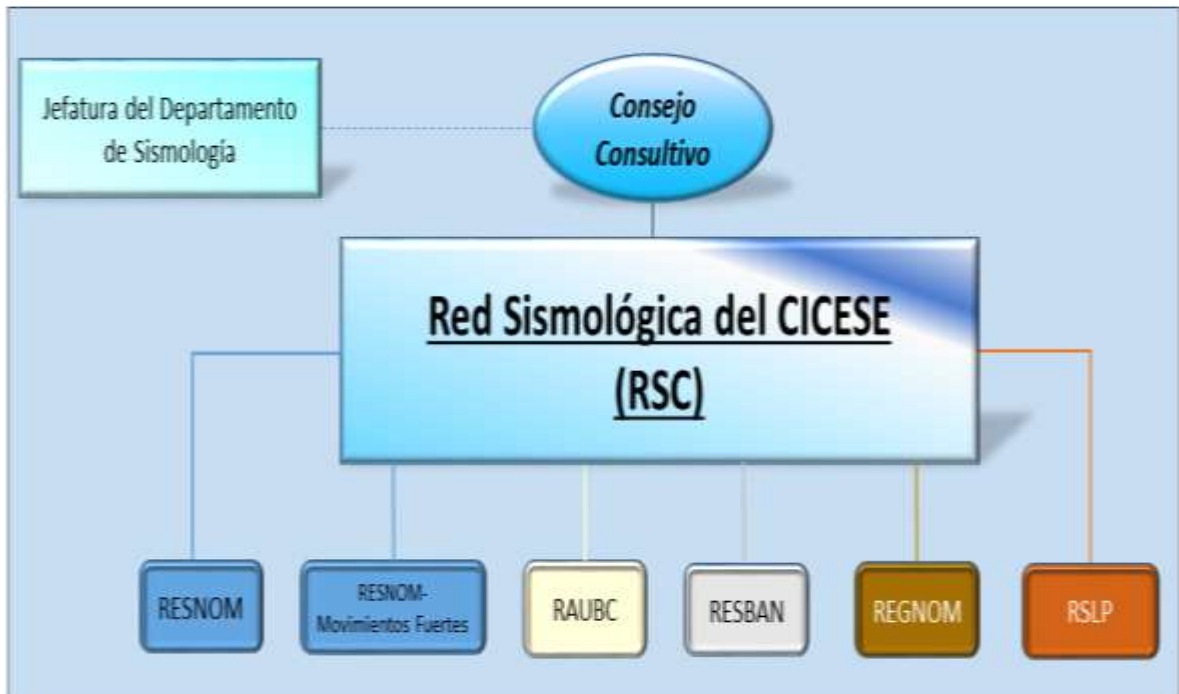 Jefatura del Departamento
de Sismología
Consejo
Consultivo
Red Sismológica del CICESE
(RSC)
RESNOM
RESNOM-
Movimientos Fuertes
RAUBC
RESBAN
REGNOM
RSLP